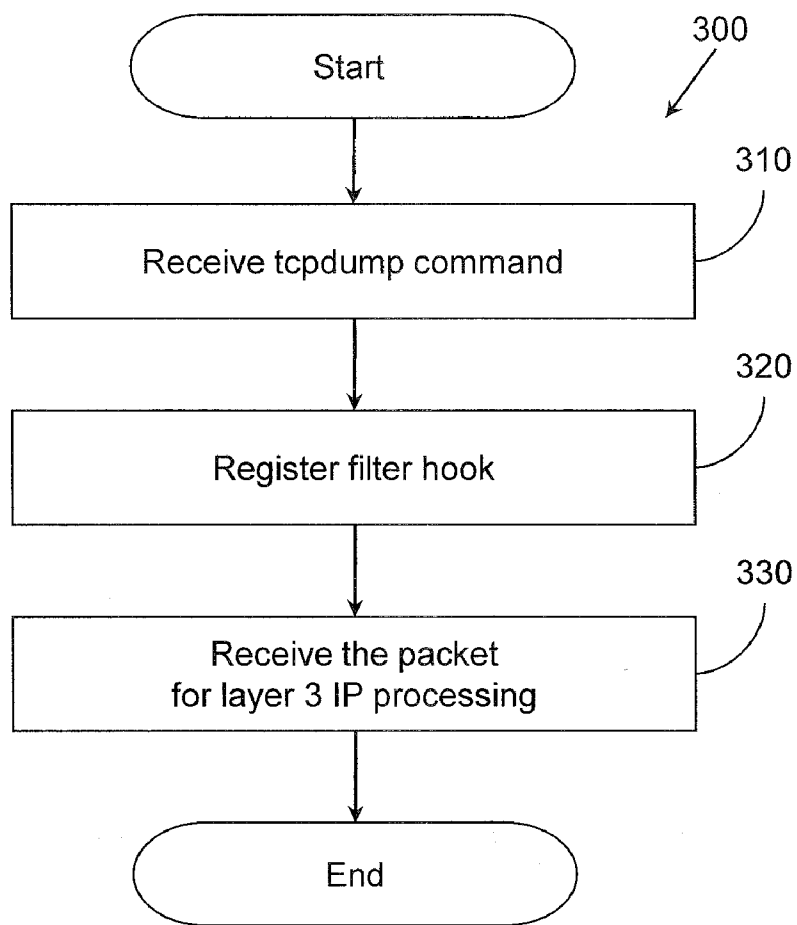 Start
300
310
Receive tcpdump command
320
Register filter hook
330
Receive the packet
for layer 3 IP processing
End